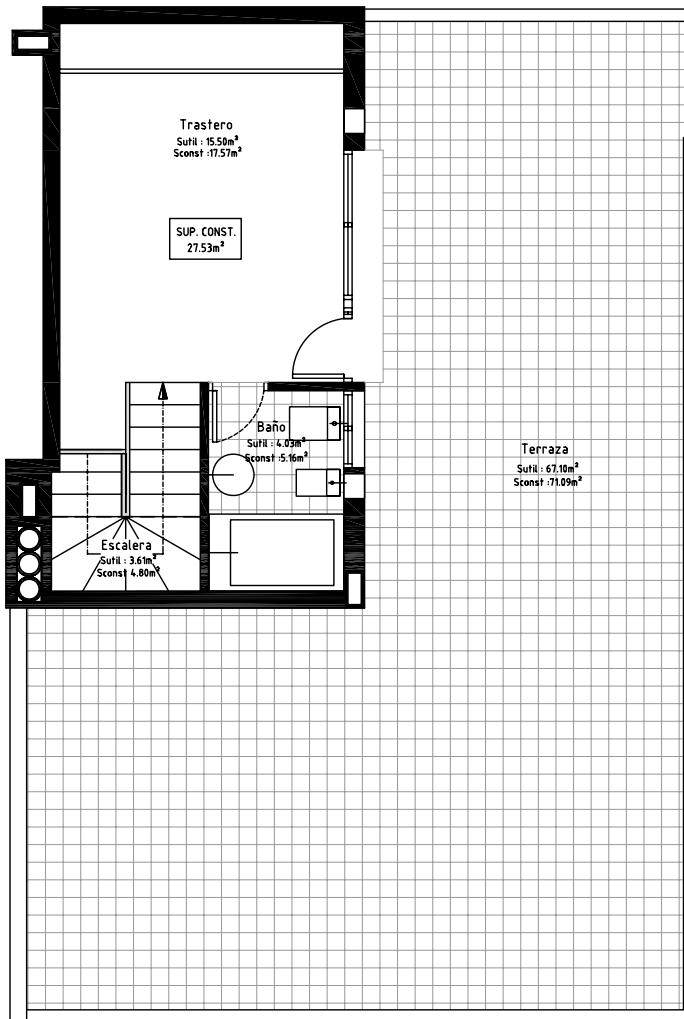 Trastero
Sutil : 15.50m²
Sconst :17.57m²
SUP. CONST.
27.53m²
Baño
Sutil : 4.03m²
Sconst :5.16m²
Terraza
Sutil : 67.10m²
Sconst :71.09m²
Escalera
Sutil : 3.61m²
Sconst 4.80m²